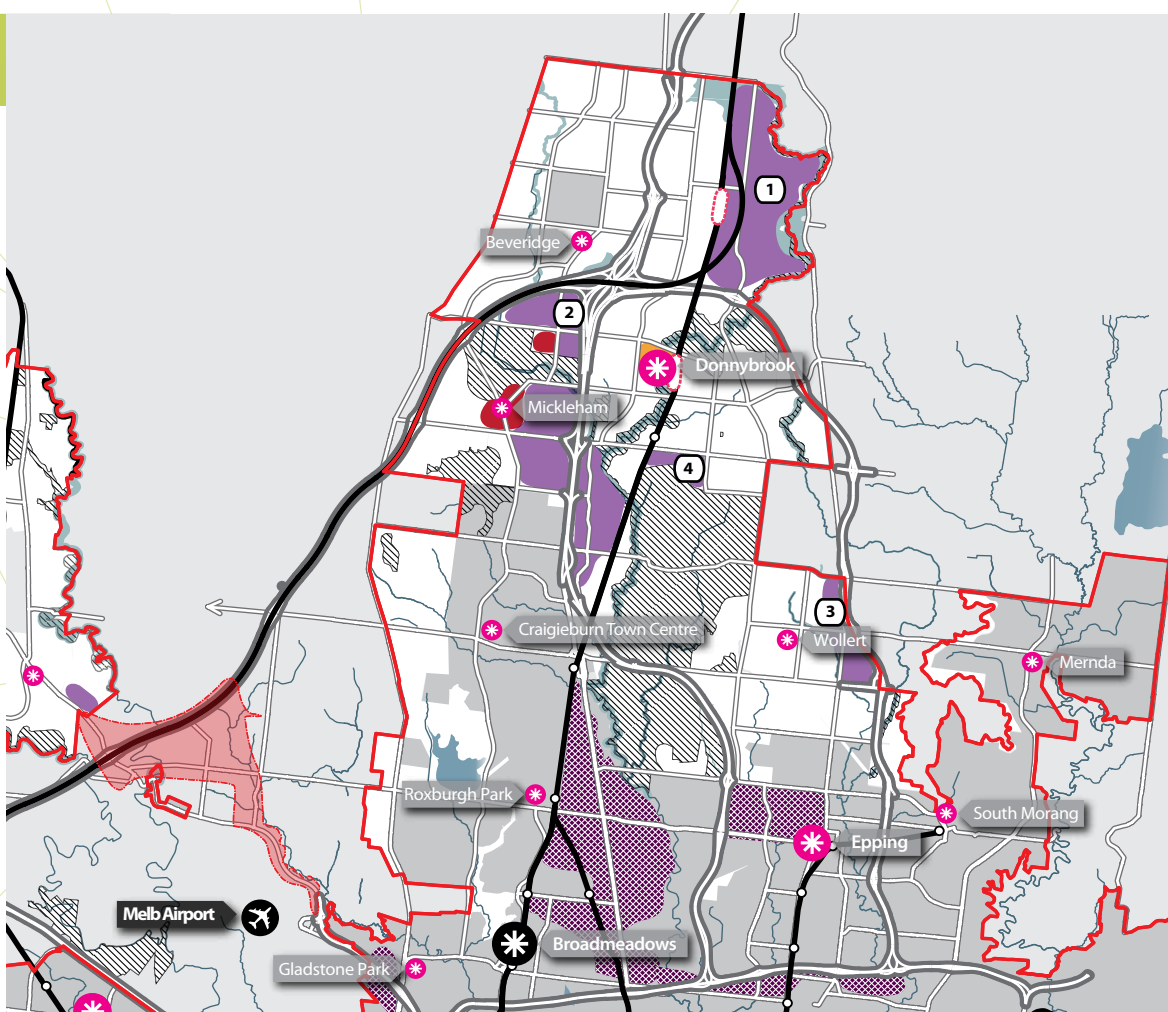 1
Beveridge
2
Donnybrook
Mickleham
4
3
Craigieburn Town Centre
Wollert
Mernda
Roxburgh Park
South Morang
Epping
Melb Airport
Broadmeadows
Gladstone Park